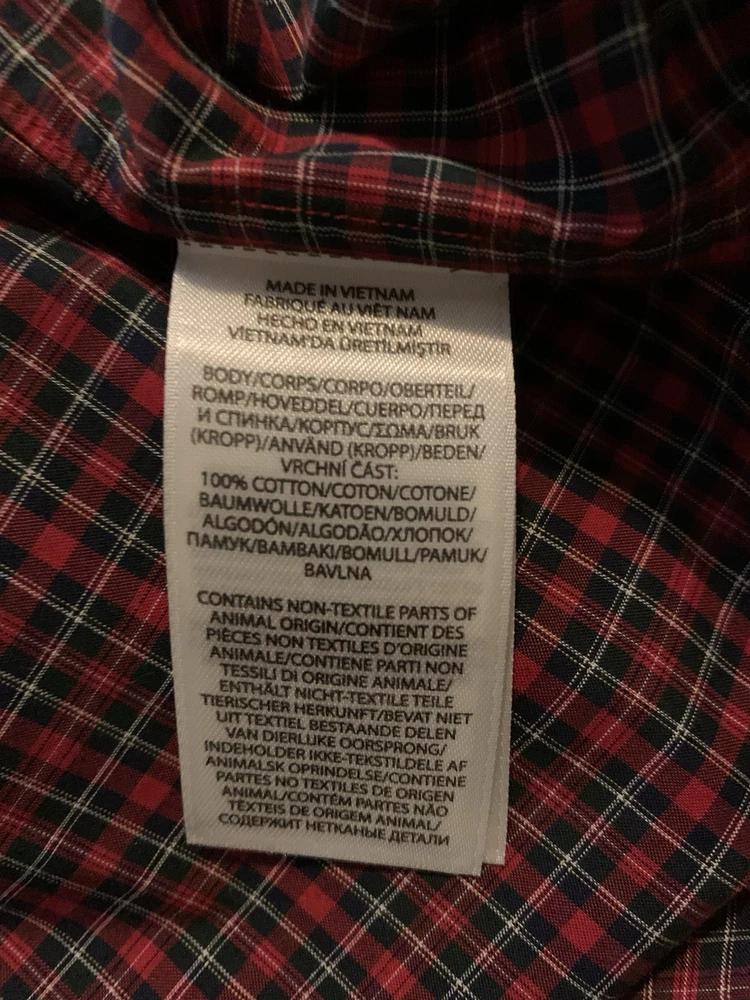 MADE IN VIETNAM
FABRIQUÉ AU VIÊT NAM
HECHO EN VIETNAM
VIETNAM'DA ÜRETİLMİŞTİR
BODY/CORPS/CORPO/OBERTEIL/
ROMP/HOVEDDEL/CUERPO/ПЕРЕД
И СПИНКА/КОРПУС/ΣΩΜΑ/BRUK
(KROPP)/ANVÄND (KROPP)/BEDEN/
VRCHNÍ ČÁST:
100% COTTON/COTON/COTONE/
BAUMWOLLE/KATOEN/BOMULD/
ALGODÓN/ALGODÃO/ХЛОПОК/
ПАМУК/BAMBAKI/BOMULL/PAMUK/
BAVLNA
CONTAINS NON-TEXTILE PARTS OF
ANIMAL ORIGIN/CONTIENT DES
PIÈCES NON TEXTILES D'ORIGINE
ANIMALE/CONTIENE PARTI NON
TESSILI DI ORIGINE ANIMALE/
ENTHÄLT NICHT-TEXTILE TEILE
TIERISCHER HERKUNFT/BEVAT NIET
UIT TEXTIEL BESTAANDE DELEN
VAN DIERLIJKE OORSPRONG/
INDEHOLDER IKKE-TEKSTILDELE AF
ANIMALSK OPRINDELSE/CONTIENE
PARTES NO TEXTILES DE ORIGEN
ANIMAL/CONTÉM PARTES NÃO
TEXTEIS DE ORIGEM ANIMAL/
СОДЕРЖИТ НЕТКАНЫЕ ДЕТАЛИ